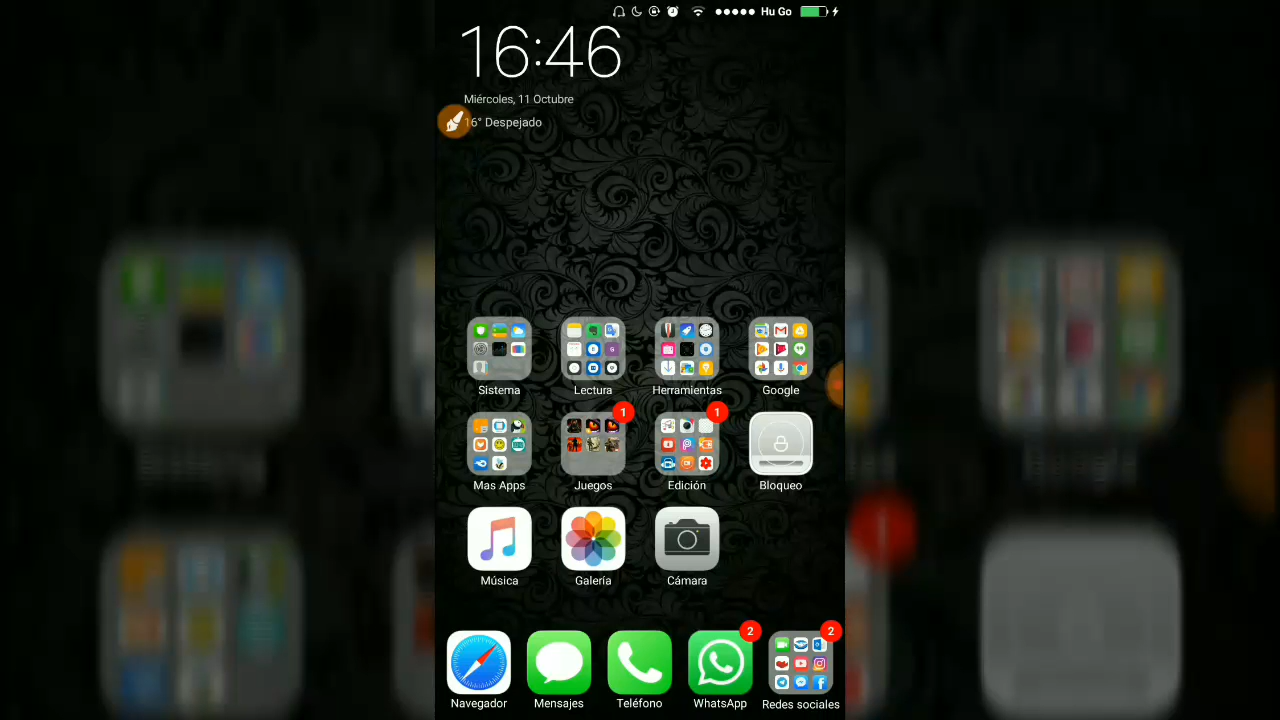 Hu Go
16:46
Miércoles, 11 Octubre
16° Despejado
Sistema
Lectura
Herramientas
Google
1
1
Mas Apps
Juegos
Edición
Bloqueo
Música
Galería
Cámara
2
2
Navegador
Mensajes
Teléfono
WhatsApp
Redes sociales